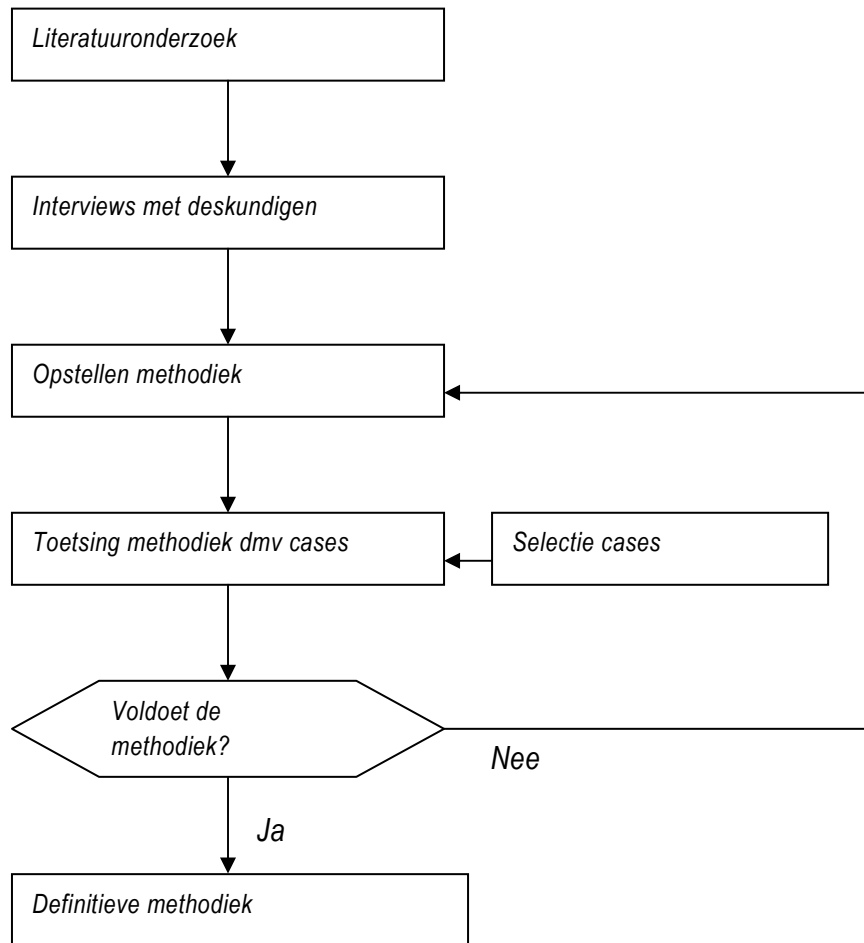 Literatuuronderzoek
Interviews met deskundigen
Opstellen methodiek
Toetsing methodiek dmv cases
Selectie cases
Voldoet de
methodiek?
Nee
Ja
Definitieve methodiek